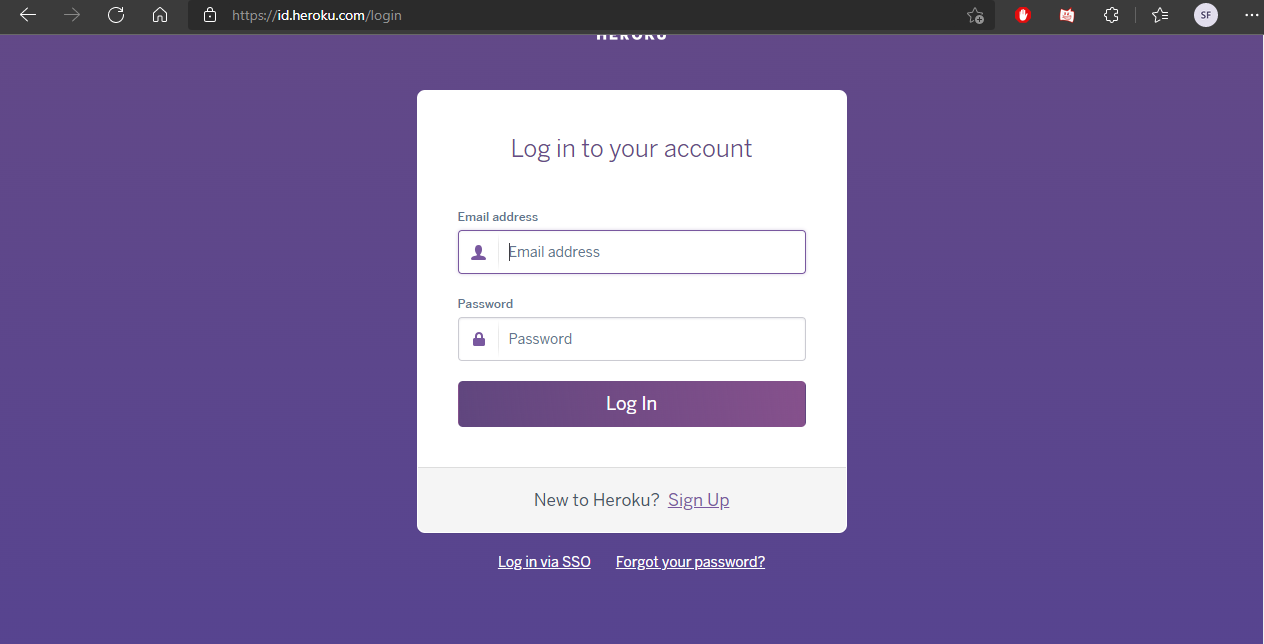 https://id.heroku.com/login
SF
HEROKU
Log in to your account
Email address
Email address
Password
Password
Log In
New to Heroku? Sign Up
Log in via SSO Forgot your password?